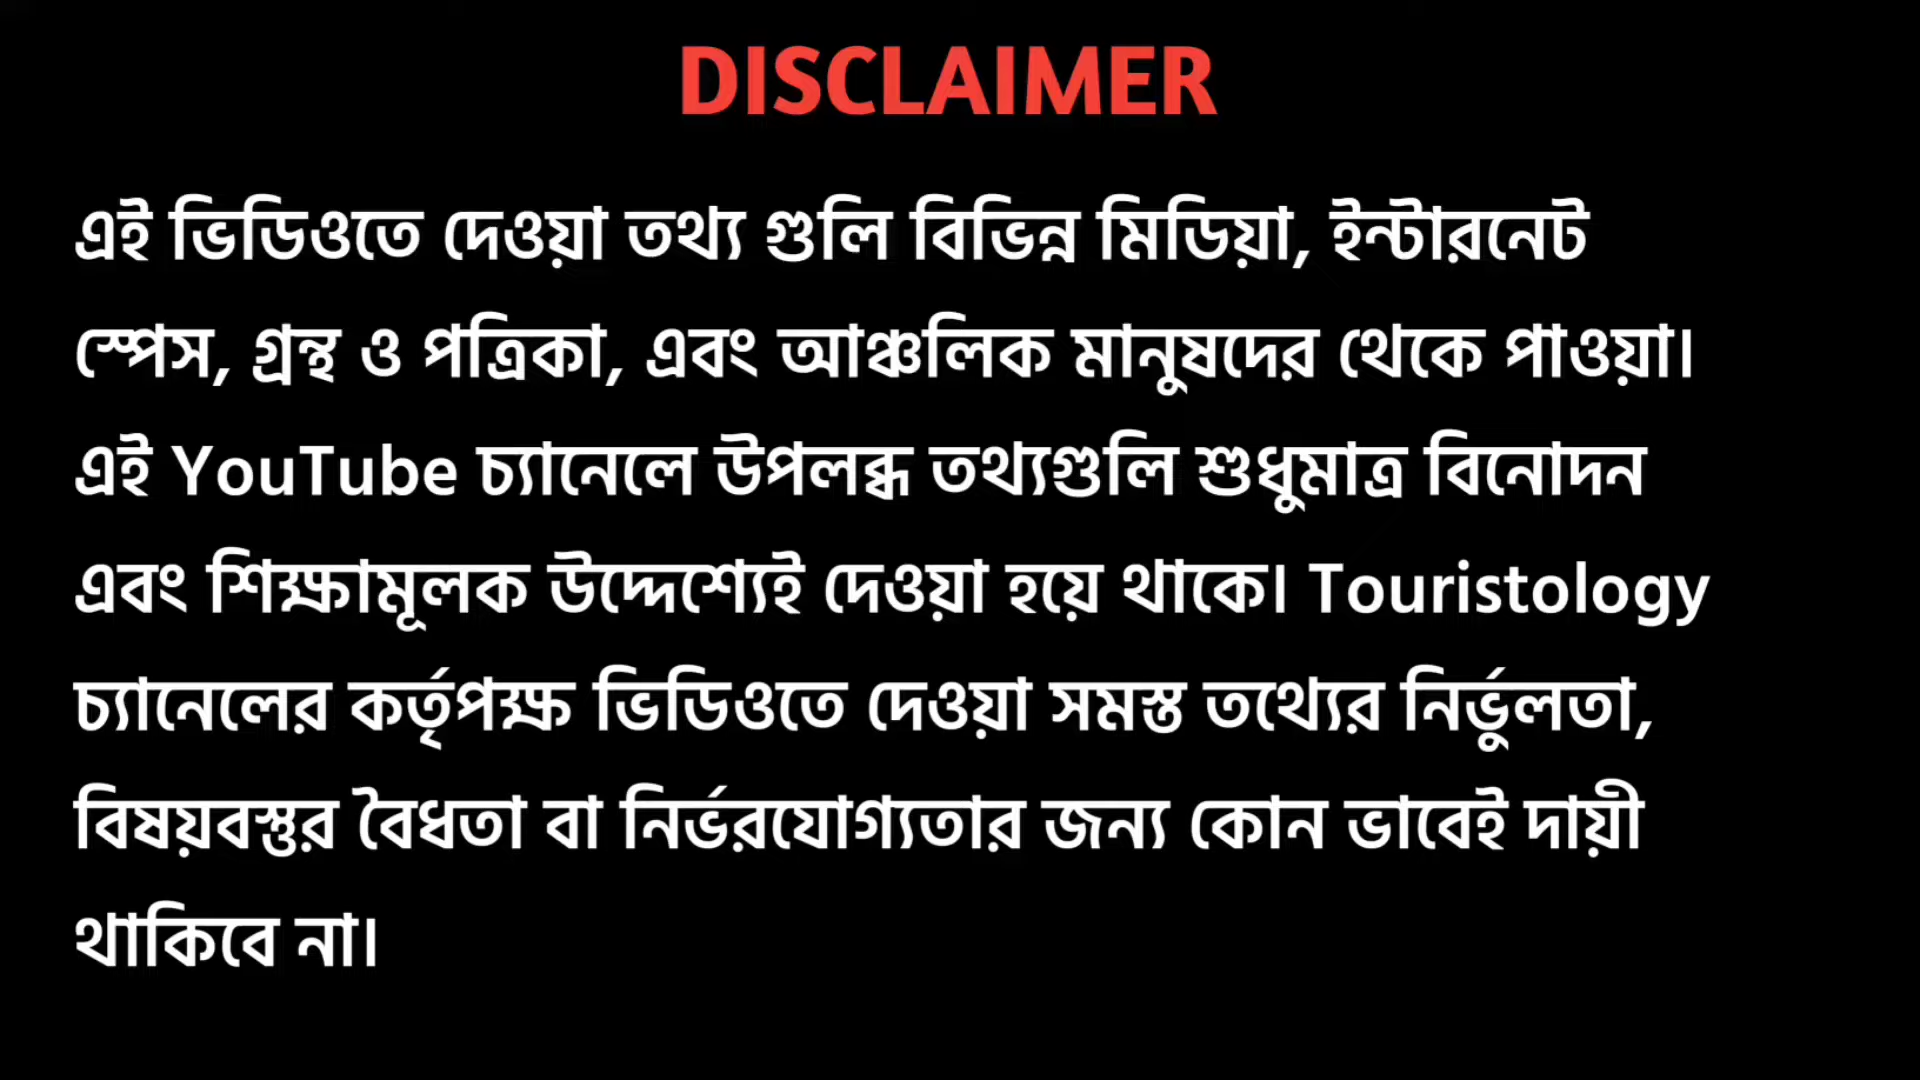 DISCLAIMER
এই ভিডিওতে দেওয়া তথ্য গুলি বিভিন্ন মিডিয়া, ইন্টারনেট
স্পেস, গ্রন্থ ও পত্রিকা, এবং আঞ্চলিক মানুষদের থেকে পাওয়া।
এই YouTube চ্যানেলে উপলব্ধ তথ্যগুলি শুধুমাত্র বিনোদন
এবং শিক্ষামূলক উদ্দেশ্যেই দেওয়া হয়ে থাকে। Touristology
চ্যানেলের কর্তৃপক্ষ ভিডিওতে দেওয়া সমস্ত তথ্যের নির্ভুলতা,
বিষয়বস্তুর বৈধতা বা নির্ভরযোগ্যতার জন্য কোন ভাবেই দায়ী
থাকিবে না।